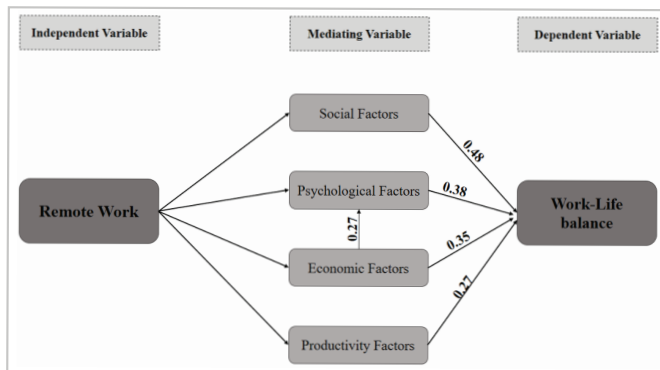 Independent Variable
Mediating Variable
Dependent Variable
Social Factors
0.48
Psychological Factors
0.38
Remote Work
Work-Life
balance
0.27
0.35
Economic Factors
0.27
Productivity Factors